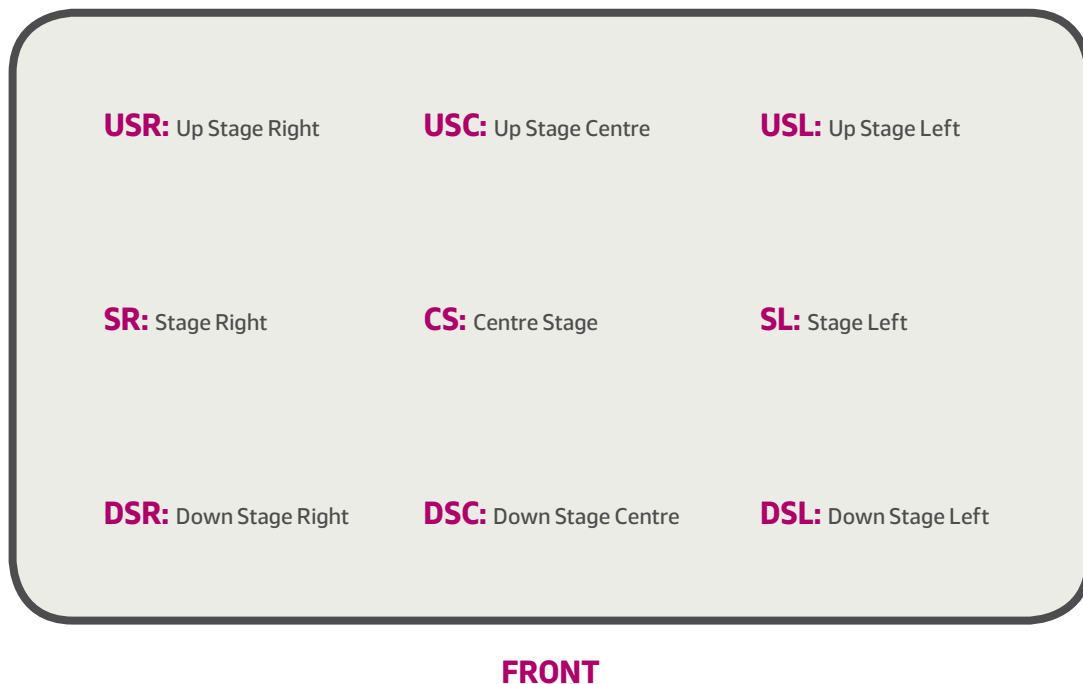 USR: Up Stage Right USC: Up Stage Centre USL: Up Stage Left
SR: Stage Right CS: Centre Stage SL: Stage Left
DSR: Down Stage Right DSC: Down Stage Centre DSL: Down Stage Left
FRONT